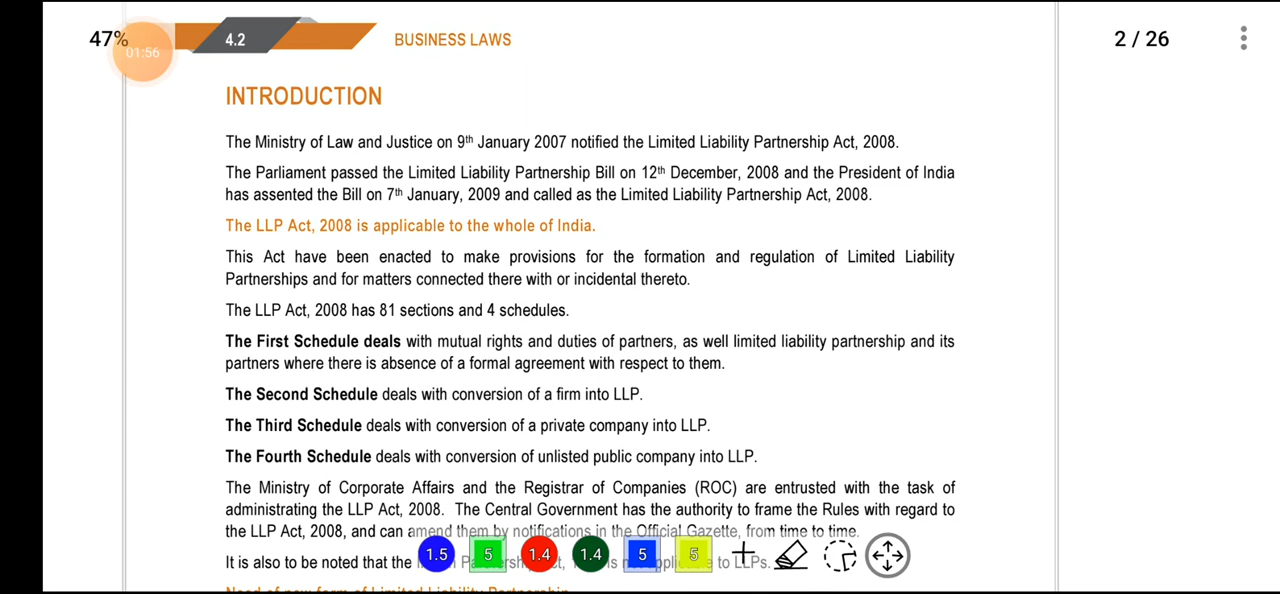 47%
01:56
4.2
BUSINESS LAWS
2 / 26
INTRODUCTION
The Ministry of Law and Justice on 9th January 2007 notified the Limited Liability Partnership Act, 2008.
The Parliament passed the Limited Liability Partnership Bill on 12th December, 2008 and the President of India
has assented the Bill on 7th January, 2009 and called as the Limited Liability Partnership Act, 2008.
The LLP Act, 2008 is applicable to the whole of India.
This Act have been enacted to make provisions for the formation and regulation of Limited Liability
Partnerships and for matters connected there with or incidental thereto.
The LLP Act, 2008 has 81 sections and 4 schedules.
The First Schedule deals with mutual rights and duties of partners, as well limited liability partnership and its
partners where there is absence of a formal agreement with respect to them.
The Second Schedule deals with conversion of a firm into LLP.
The Third Schedule deals with conversion of a private company into LLP.
The Fourth Schedule deals with conversion of unlisted public company into LLP.
The Ministry of Corporate Affairs and the Registrar of Companies (ROC) are entrusted with the task of
administrating the LLP Act, 2008. The Central Government has the authority to frame the Rules with regard to
the LLP Act, 2008, and can amend them by notifications in the Official Gazette, from time to time.
It is also to be noted that the to LLPs.
1.5 5 1.4 1.4 5 5
Need of new form of Limited Liability Partnership